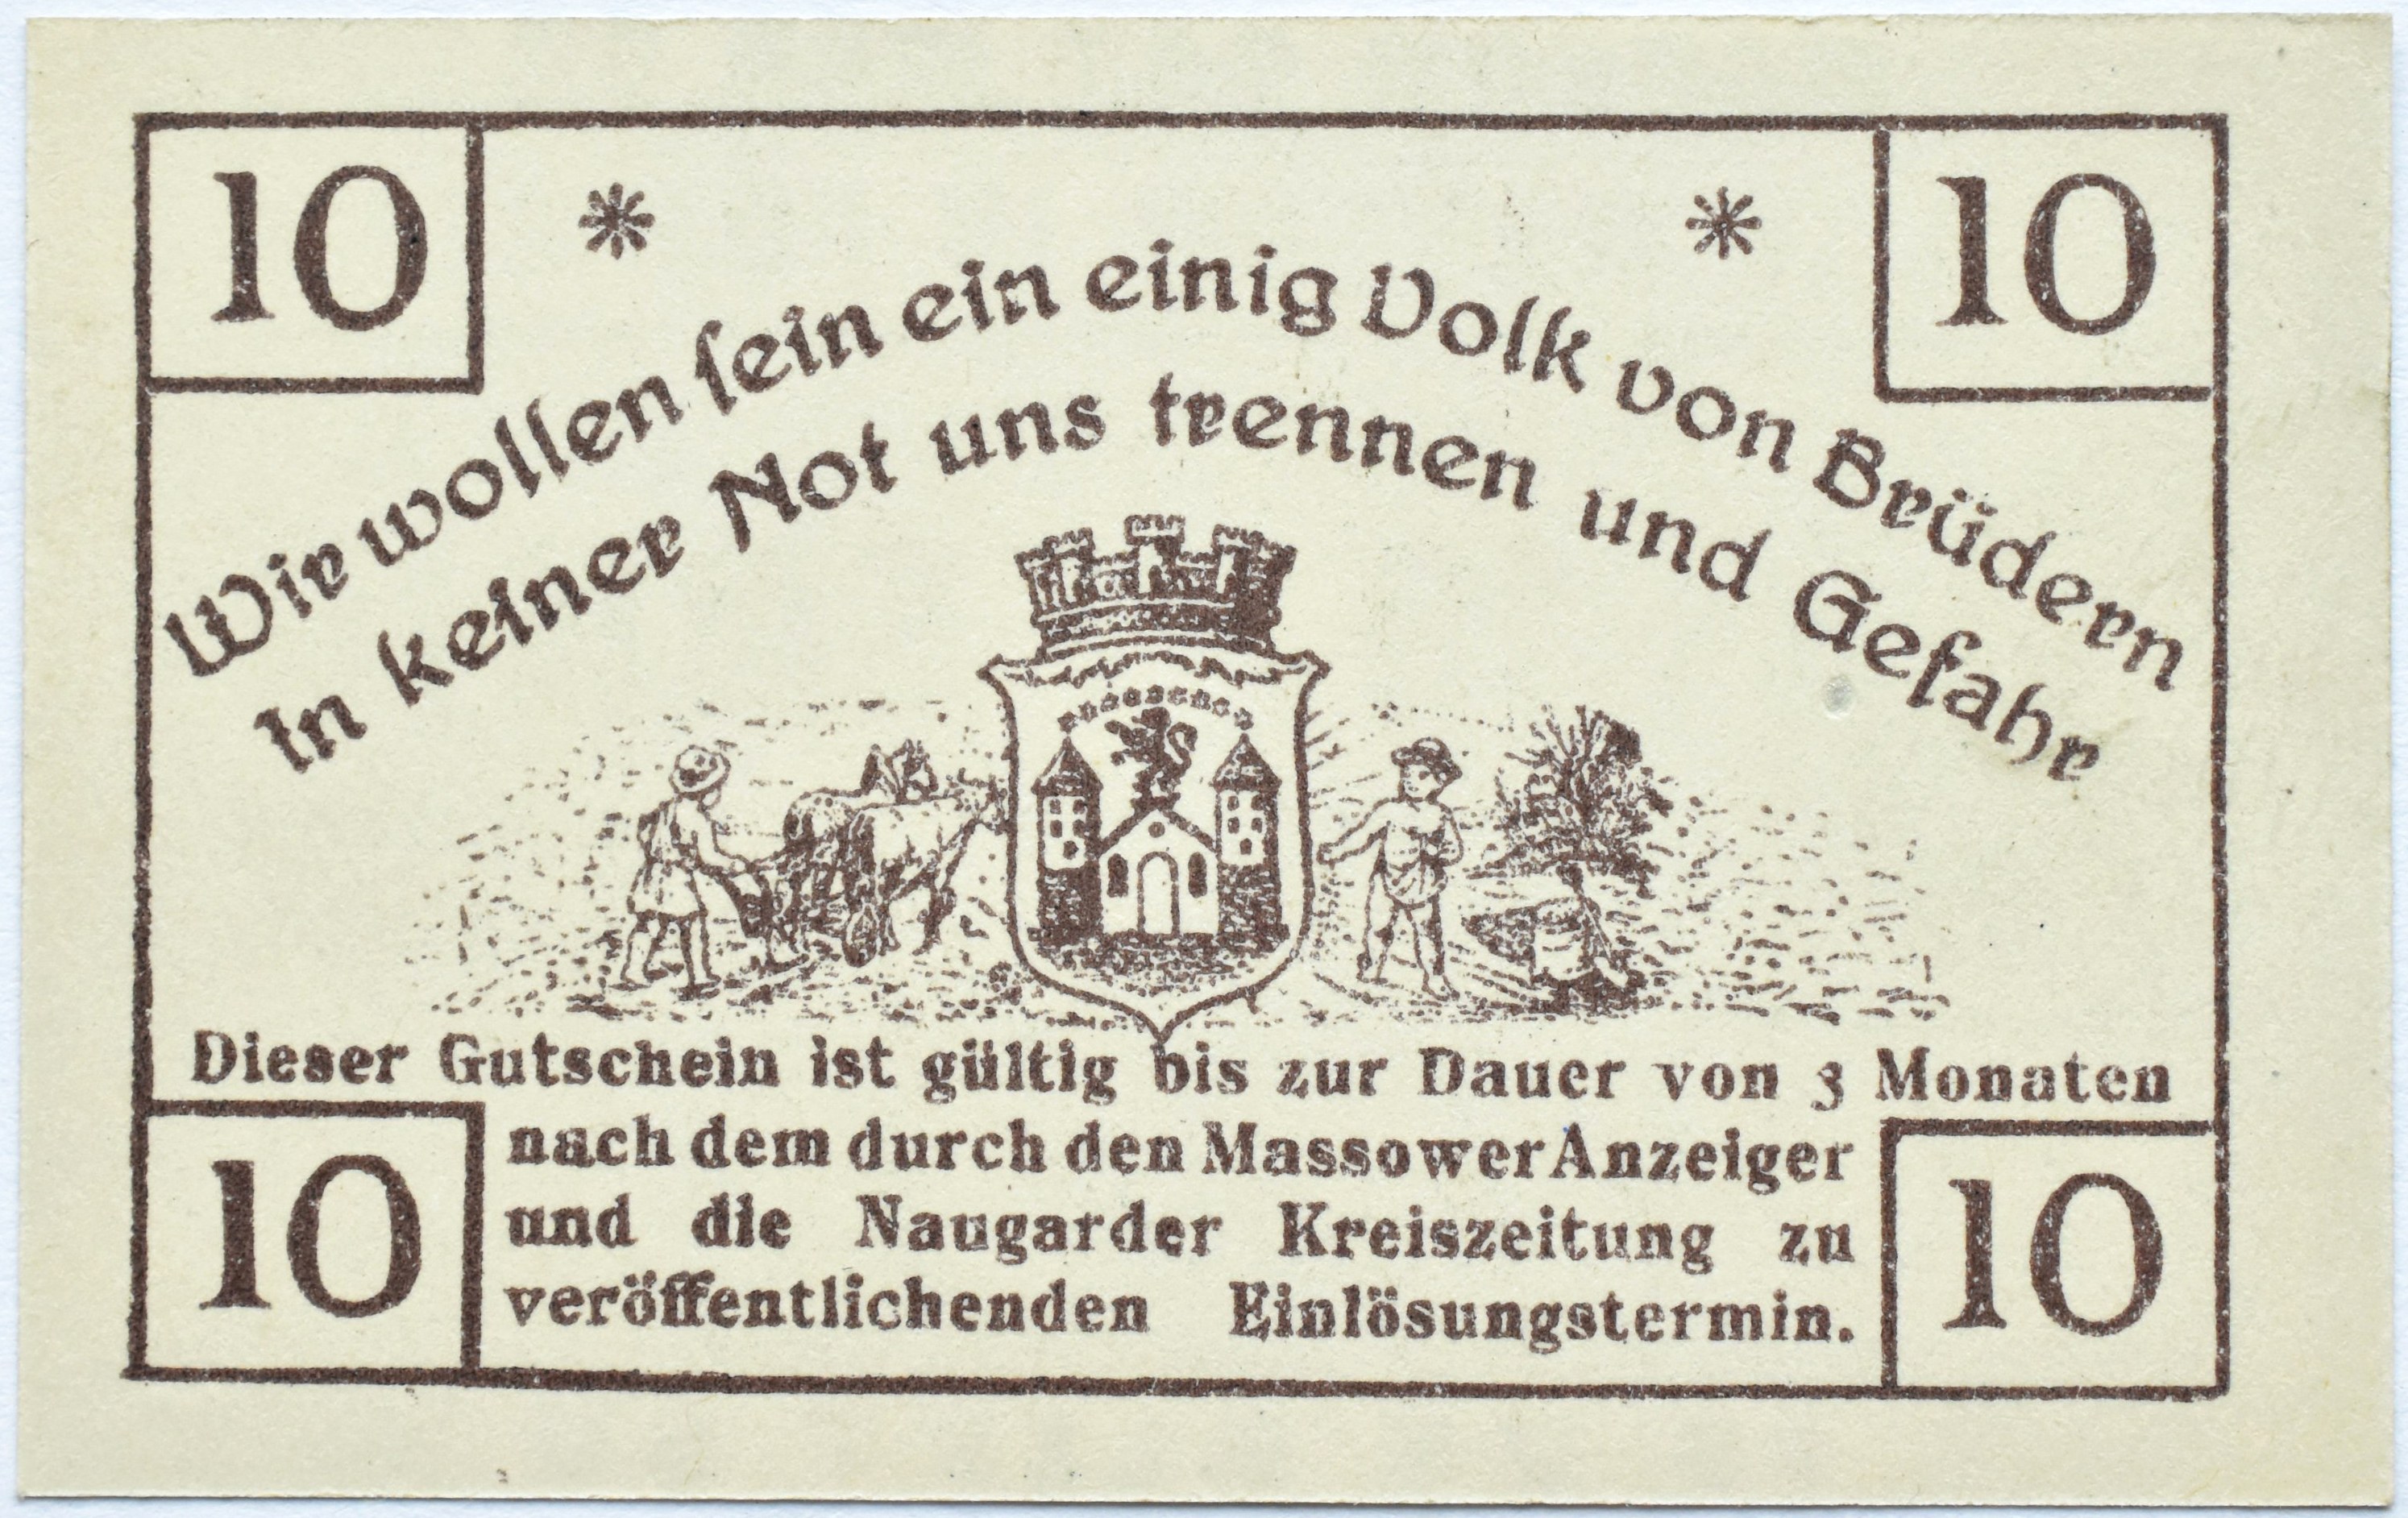 10
10
Wir wollen sein ein einig Volk von Brüdern
In keiner Not uns trennen und Gefahr
Dieser Gutschein ist gültig bis zur Dauer von 3 Monaten
nach dem durch den Massower Anzeiger
und die Naugarder Kreiszeitung zu
veröffentlichenden Einlösungstermin.
10
10